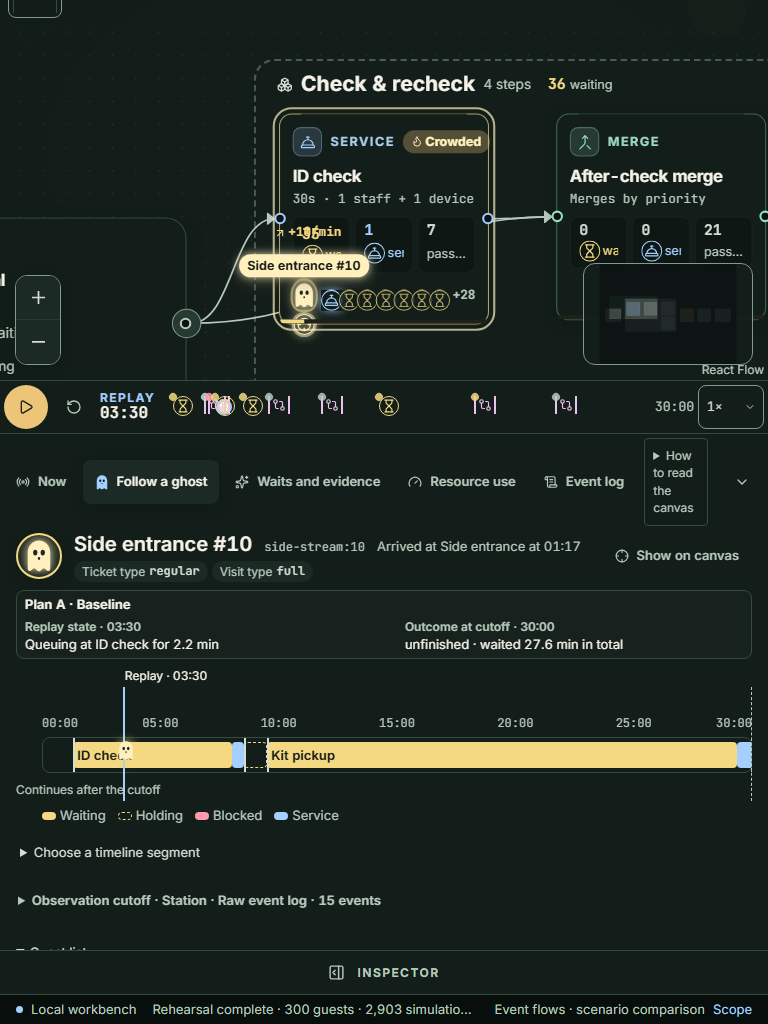 Check & recheck 4 steps 36 waiting
SERVICE Crowded
ID check
30s · 1 staff + 1 device
1
7
ser
pass…
Side entrance #10
+28
MERGE
After-check merge
Merges by priority
0
0
21
wa
ser
pass…
+
−
React Flow
REPLAY
03:30
30:00
1×
Now
Follow a ghost
Waits and evidence
Resource use
Event log
How
to read
the
canvas
Side entrance #10 side-stream:10 Arrived at Side entrance at 01:17
Show on canvas
Ticket type regular Visit type full
Plan A · Baseline
Replay state · 03:30
Queuing at ID check for 2.2 min
Outcome at cutoff · 30:00
unfinished · waited 27.6 min in total
Replay · 03:30
00:00 05:00 10:00 15:00 20:00 25:00 30:00
Kit pickup
Continues after the cutoff
Waiting Holding Blocked Service
Choose a timeline segment
Observation cutoff · Station · Raw event log · 15 events
INSPECTOR
Local workbench Rehearsal complete · 300 guests · 2,903 simulatio… Event flows · scenario comparison Scope